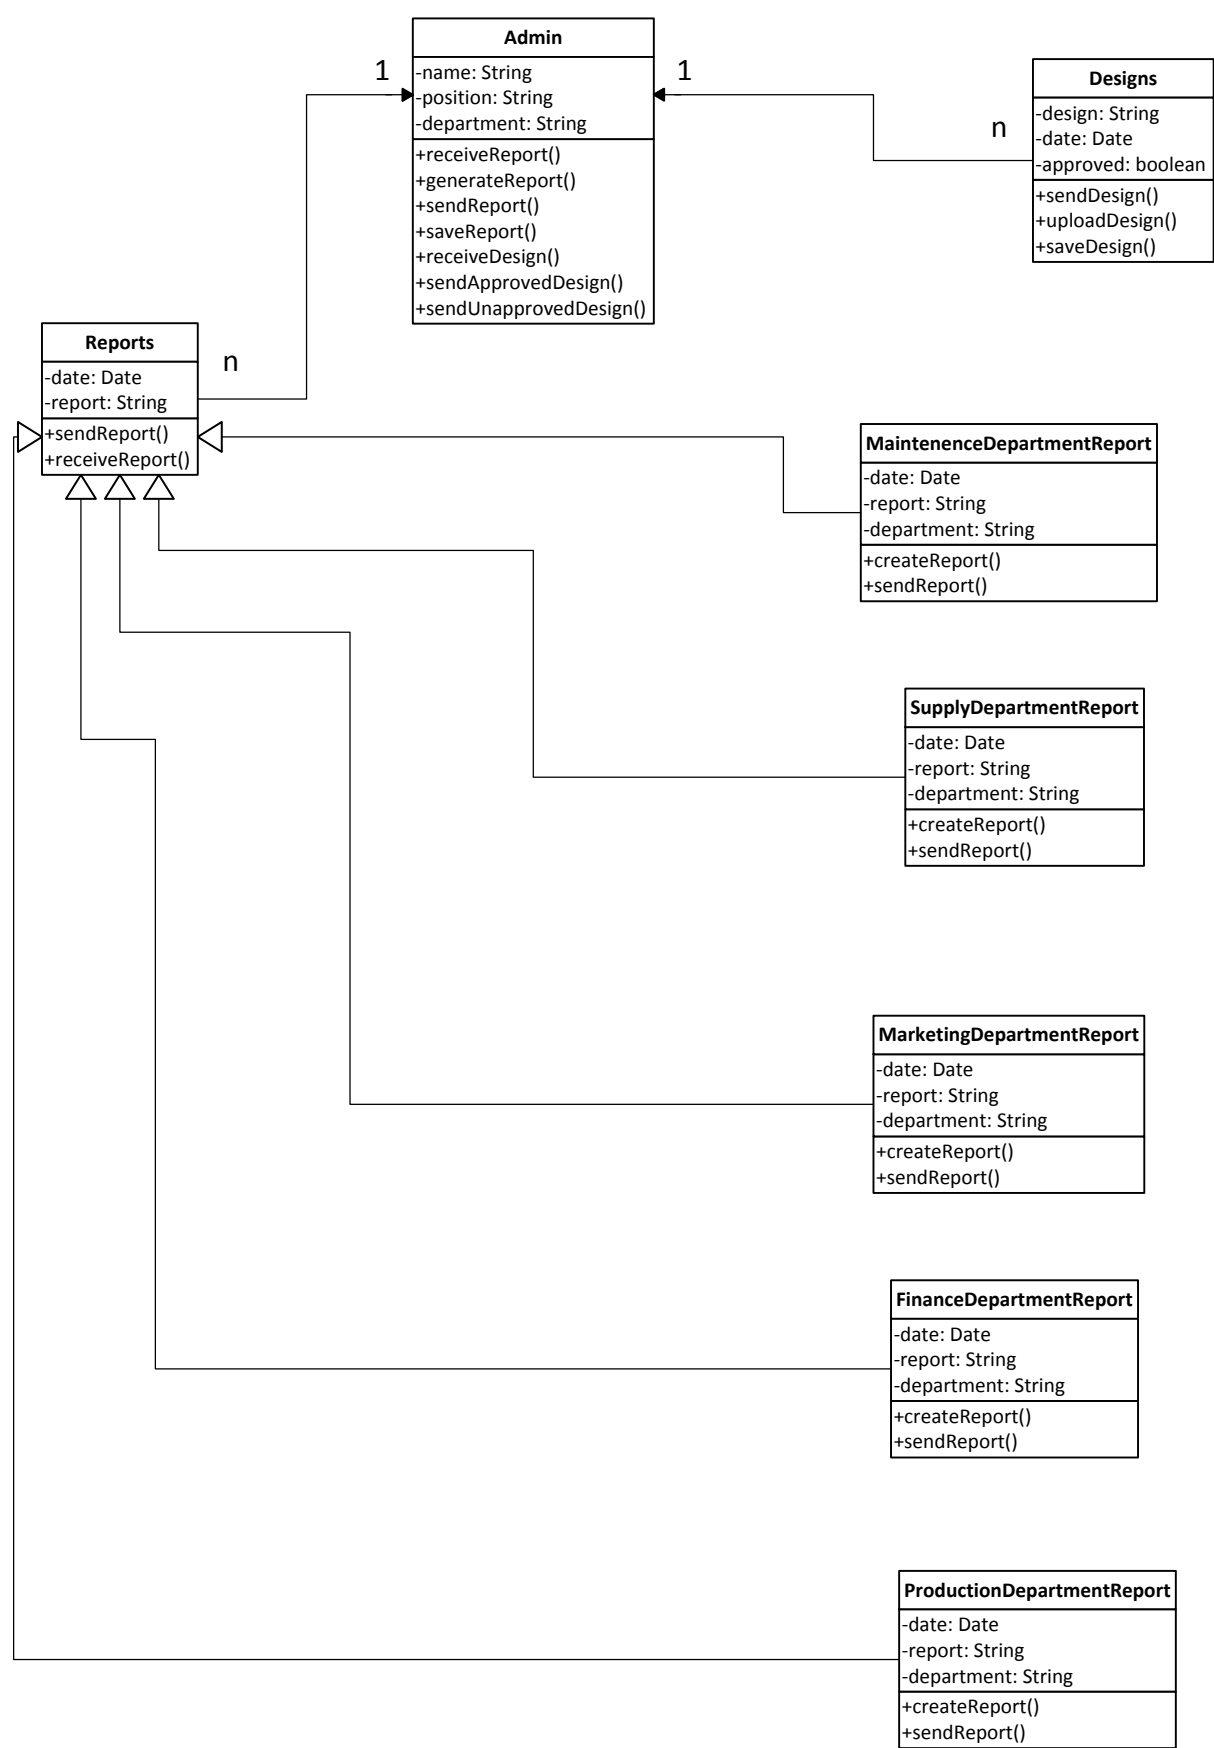 Admin
-name: String
-position: String
-department: String
+receiveReport()
+generateReport()
+sendReport()
+saveReport()
+receiveDesign()
+sendApprovedDesign()
+sendUnapprovedDesign()
1
1
Designs
-design: String
-date: Date
-approved: boolean
+sendDesign()
+uploadDesign()
+saveDesign()
n
Reports
-date: Date
-report: String
+sendReport()
+receiveReport()
n
MaintenenceDepartmentReport
-date: Date
-report: String
-department: String
+createReport()
+sendReport()
SupplyDepartmentReport
-date: Date
-report: String
-department: String
+createReport()
+sendReport()
MarketingDepartmentReport
-date: Date
-report: String
-department: String
+createReport()
+sendReport()
FinanceDepartmentReport
-date: Date
-report: String
-department: String
+createReport()
+sendReport()
ProductionDepartmentReport
-date: Date
-report: String
-department: String
+createReport()
+sendReport()